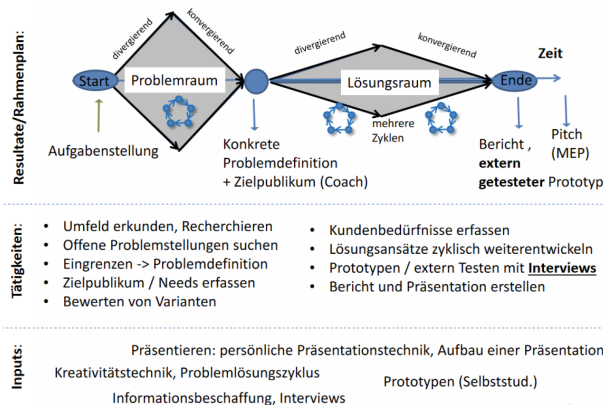 Resultate/Rahmenplan:
divergierend
konvergierend
divergierend
konvergierend
Zeit
Start
Problemraum
Lösungsraum
Ende
mehrere
Zyklen
Aufgabenstellung
Konkrete
Problemdefinition
+ Zielpublikum (Coach)
Bericht ,
extern
getesteter Prototyp
Pitch
(MEP)
Tätigkeiten:
• Umfeld erkunden, Recherchieren
• Offene Problemstellungen suchen
• Eingrenzen -> Problemdefinition
• Zielpublikum / Needs erfassen
• Bewerten von Varianten
• Kundenbedürfnisse erfassen
• Lösungsansätze zyklisch weiterentwickeln
• Prototypen / extern Testen mit Interviews
• Bericht und Präsentation erstellen
Inputs:
Präsentieren: persönliche Präsentationstechnik, Aufbau einer Präsentation
Kreativitätstechnik, Problemlösungszyklus
Prototypen (Selbststud.)
Informationsbeschaffung, Interviews